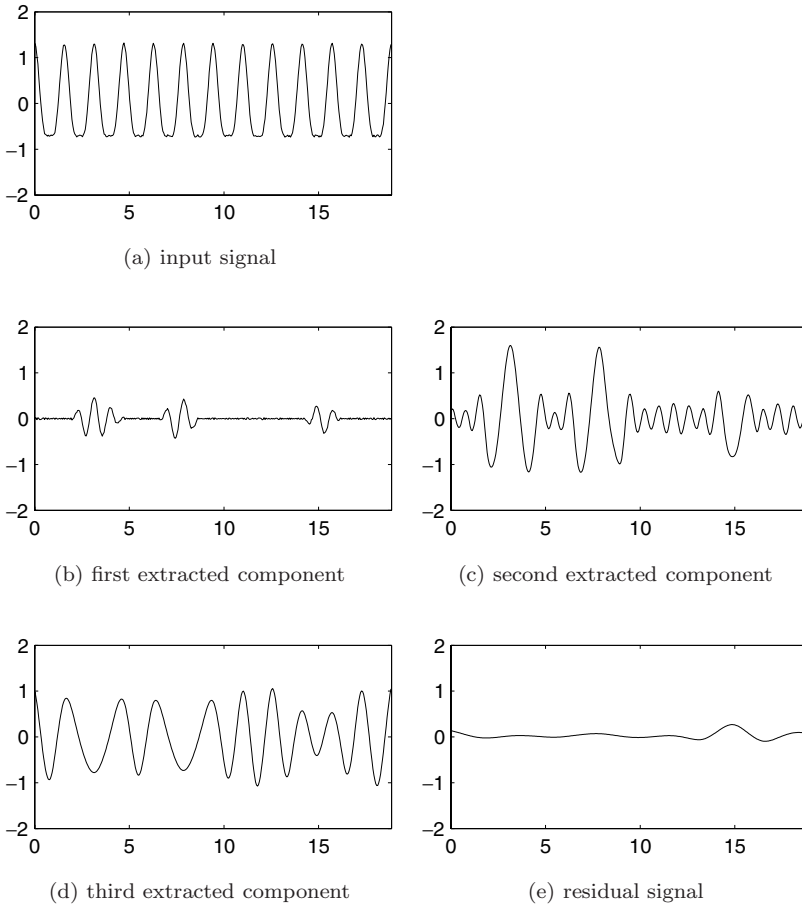 2
1
0
−1
−2
0 5 10 15
(a) input signal
2
1
0
−1
−2
0 5 10 15
(b) first extracted component
2
1
0
−1
−2
0 5 10 15
(c) second extracted component
2
1
0
−1
−2
0 5 10 15
(d) third extracted component
2
1
0
−1
−2
0 5 10 15
(e) residual signal